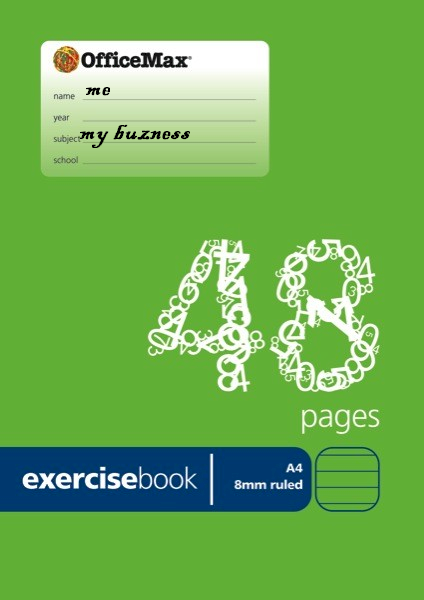 OfficeMax®
name me
year
subject my buzness
school
48
pages
exercisebook
A4
8mm ruled